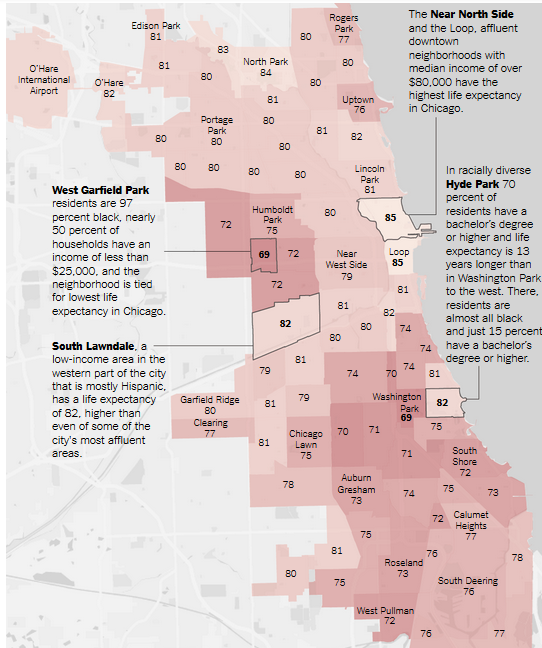 The Near North Side
and the Loop, affluent
downtown
neighborhoods with
median income of over
$80,000 have the
highest life expectancy
in Chicago.
Edison Park
81
Rogers
Park
77
80
83
81
North Park
84
80
80
80
O'Hare
International
Airport
O'Hare
82
81
Uptown
76
Portage
Park
80
80
81
82
80
80
80
80
80
80
Lincoln
Park
81
In racially diverse
Hyde Park 70
percent of
residents have a
bachelor's degree
or higher and life
expectancy is 13
years longer than
in Washington Park
to the west. There,
residents are
almost all black
and just 15 percent
have a bachelor's
degree or higher.
West Garfield Park
residents are 97
percent black, nearly
50 percent of
households have an
income of less than
$25,000, and the
neighborhood is tied
for lowest life
expectancy in Chicago.
72
Humboldt
Park
75
80
85
69
72
Near
West Side
79
Loop
85
72
81
81
82
82
80
80
74
South Lawndale, a
low-income area in the
western part of the city
that is mostly Hispanic,
has a life expectancy
of 82, higher than
even of some of the
city's most affluent
areas.
81
74
79
74
70
74
81
Garfield Ridge
80
81
79
Washington
Park
69
82
Clearing
77
81
Chicago
Lawn
75
70
71
75
71
South
Shore
72
78
Auburn
Gresham
73
74
75
73
72
Calumet
Heights
77
75
81
76
78
80
75
Roseland
73
South Deering
76
West Pullman
72
76
77